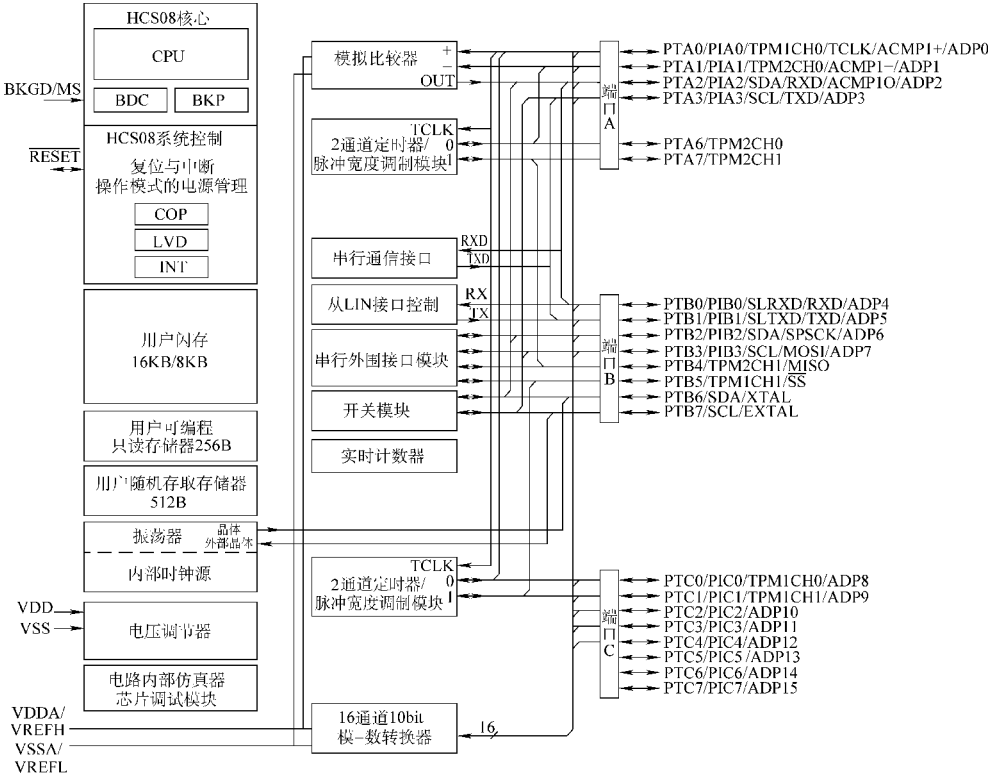 HCS08核心
CPU
BKGD/MS
BDC
BKP
HCS08系统控制
RESET
复位与中断
操作模式的电源管理
COP
LVD
INT
用户闪存
16KB/8KB
用户可编程
只读存储器256B
用户随机存取存储器
512B
振荡器
晶体
外部晶体
内部时钟源
VDD
VSS
电压调节器
电路内部仿真器
芯片调试模块
VDDA/
VREFH
VSSA/
VREFL
模拟比较器
+
−
OUT
TCLK
2通道定时器/
0
脉冲宽度调制模块
1
串行通信接口
RXD
TXD
从LIN接口控制
RX
TX
串行外围接口模块
开关模块
实时计数器
TCLK
2通道定时器/
0
脉冲宽度调制模块
1
16通道10bit
模-数转换器
16
端口A
PTA0/PIA0/TPM1CH0/TCLK/ACMP1+/ADP0
PTA1/PIA1/TPM2CH0/ACMP1−/ADP1
PTA2/PIA2/SDA/RXD/ACMP1O/ADP2
PTA3/PIA3/SCL/TXD/ADP3
PTA6/TPM2CH0
PTA7/TPM2CH1
端口B
PTB0/PIB0/SLRXD/RXD/ADP4
PTB1/PIB1/SLTXD/TXD/ADP5
PTB2/PIB2/SDA/SPSCK/ADP6
PTB3/PIB3/SCL/MOSI/ADP7
PTB4/TPM2CH1/MISO
PTB5/TPM1CH1/SS
PTB6/SDA/XTAL
PTB7/SCL/EXTAL
端口C
PTC0/PIC0/TPM1CH0/ADP8
PTC1/PIC1/TPM1CH1/ADP9
PTC2/PIC2/ADP10
PTC3/PIC3/ADP11
PTC4/PIC4/ADP12
PTC5/PIC5/ADP13
PTC6/PIC6/ADP14
PTC7/PIC7/ADP15